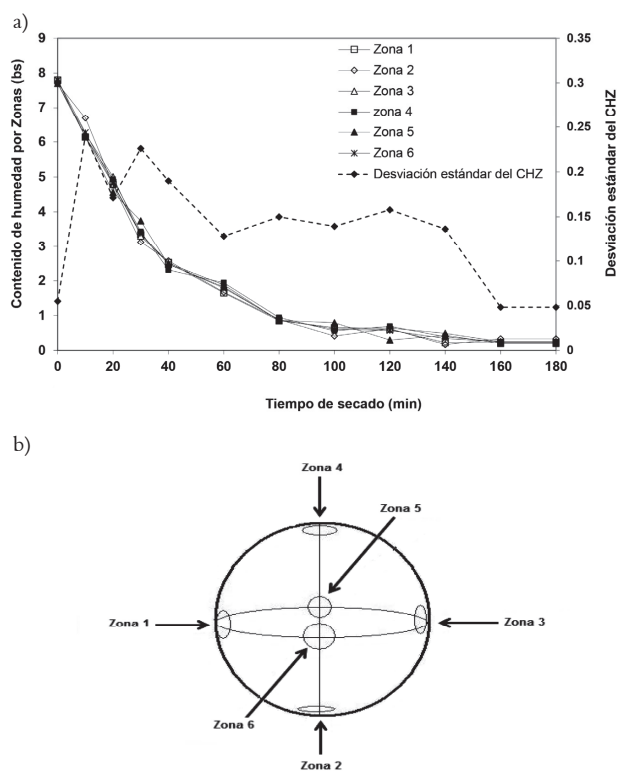 a)
Contenido de humedad por Zonas (bs)
9
8
7
6
5
4
3
2
1
0
Zona 1
Zona 2
Zona 3
zona 4
Zona 5
Zona 6
Desviación estándar del CHZ
0.35
0.3
0.25
0.2
0.15
0.1
0.05
0
Desviación estándar del CHZ
0 20 40 60 80 100 120 140 160 180
Tiempo de secado (min)
b)
Zona 4
Zona 5
Zona 1
Zona 3
Zona 6
Zona 2